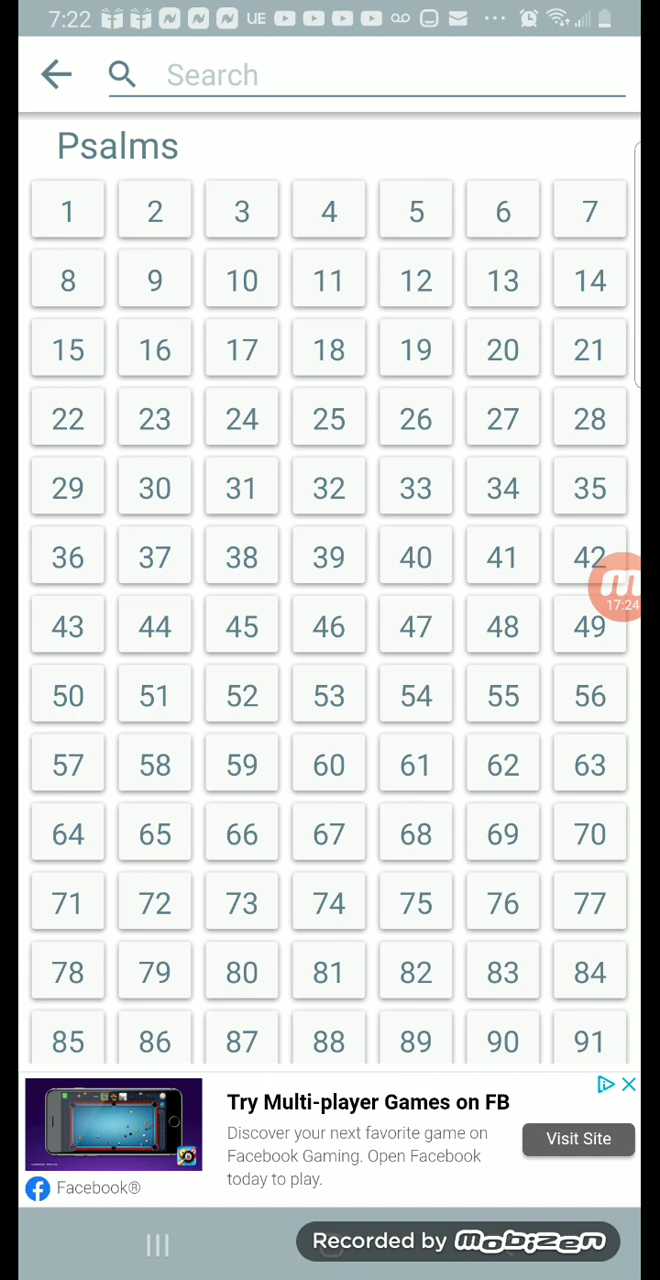 7:22 UE
Search
Psalms
1 2 3 4 5 6 7
8 9 10 11 12 13 14
15 16 17 18 19 20 21
22 23 24 25 26 27 28
29 30 31 32 33 34 35
36 37 38 39 40 41 42
17:24
43 44 45 46 47 48 49
50 51 52 53 54 55 56
57 58 59 60 61 62 63
64 65 66 67 68 69 70
71 72 73 74 75 76 77
78 79 80 81 82 83 84
85 86 87 88 89 90 91
Try Multi-player Games on FB
Discover your next favorite game on
Facebook Gaming. Open Facebook
today to play.
Visit Site
Facebook®
Recorded by mobizen